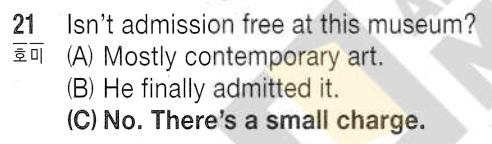 21 Isn't admission free at this museum?
호미 (A) Mostly contemporary art.
(B) He finally admitted it.
(C) No. There's a small charge.